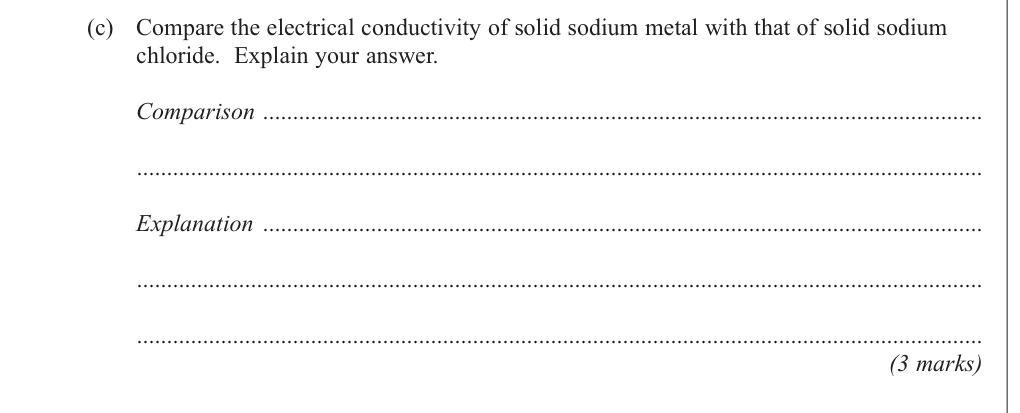 (c) Compare the electrical conductivity of solid sodium metal with that of solid sodium
chloride. Explain your answer.
Comparison ................................................................................................................
................................................................................................................................
Explanation ................................................................................................................
................................................................................................................................
................................................................................................................................
(3 marks)